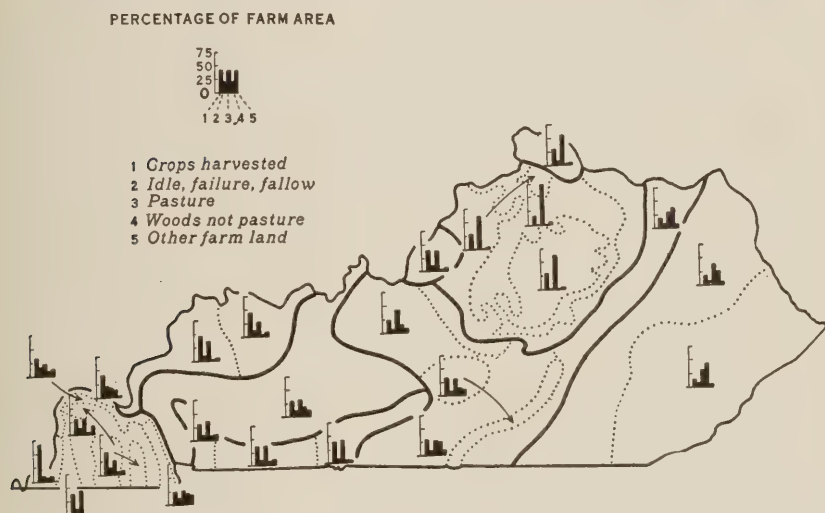 PERCENTAGE OF FARM AREA
75
50
25
0
1 2 3 4 5
1 Crops harvested
2 Idle, failure, fallow
3 Pasture
4 Woods not pasture
5 Other farm land